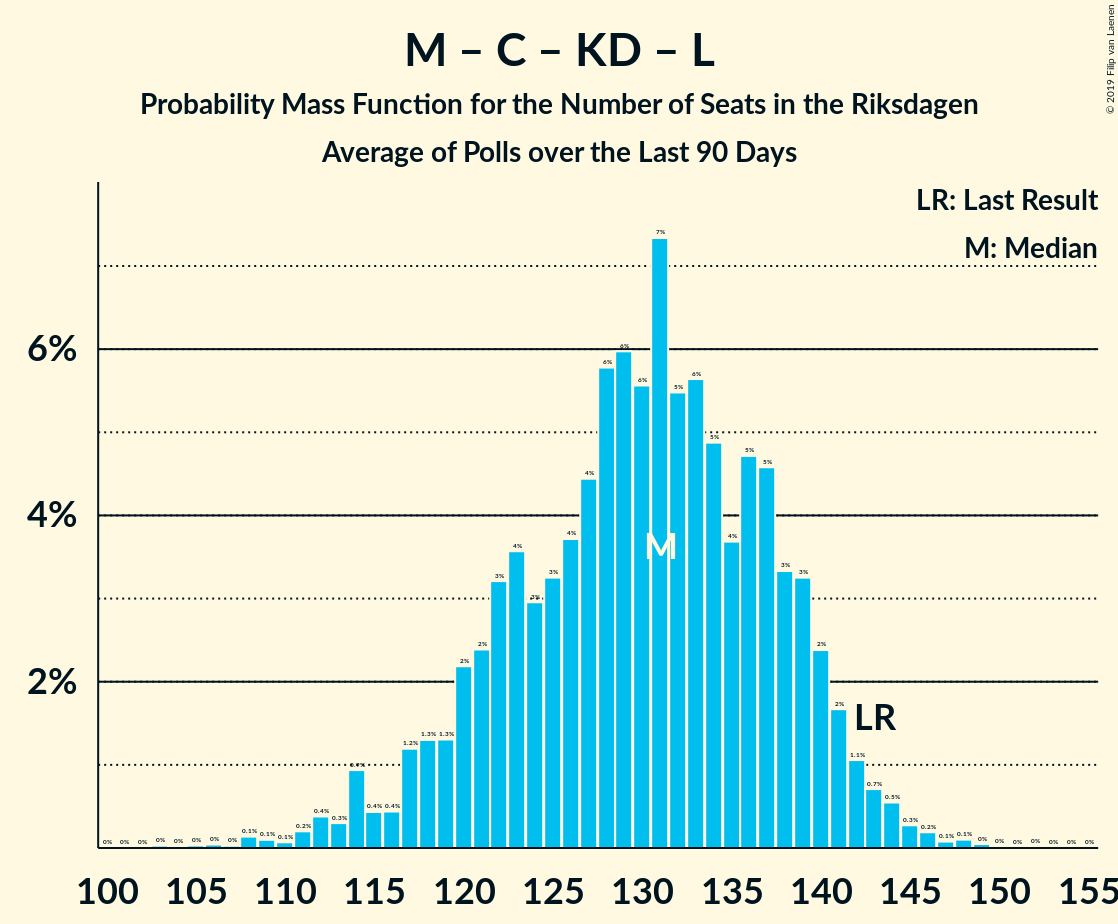 M – C – KD – L
Probability Mass Function for the Number of Seats in the Riksdagen
Average of Polls over the Last 90 Days
© 2019 Filip van Laenen
LR: Last Result
M: Median
6%
4%
2%
0% 0% 0% 0% 0% 0% 0% 0% 0.1% 0.1% 0.1% 0.2% 0.4% 0.3% 0.9% 0.4% 0.4% 1.2% 1.3% 1.3% 2% 2% 3% 4% 3% 3% 4% 4% 6% 6% 6% 7% 5% 6% 5% 4% 5% 5% 3% 3% 2% 2% 1.1% 0.7% 0.5% 0.3% 0.2% 0.1% 0.1% 0% 0% 0% 0% 0% 0% 0%
M
LR
100 105 110 115 120 125 130 135 140 145 150 155